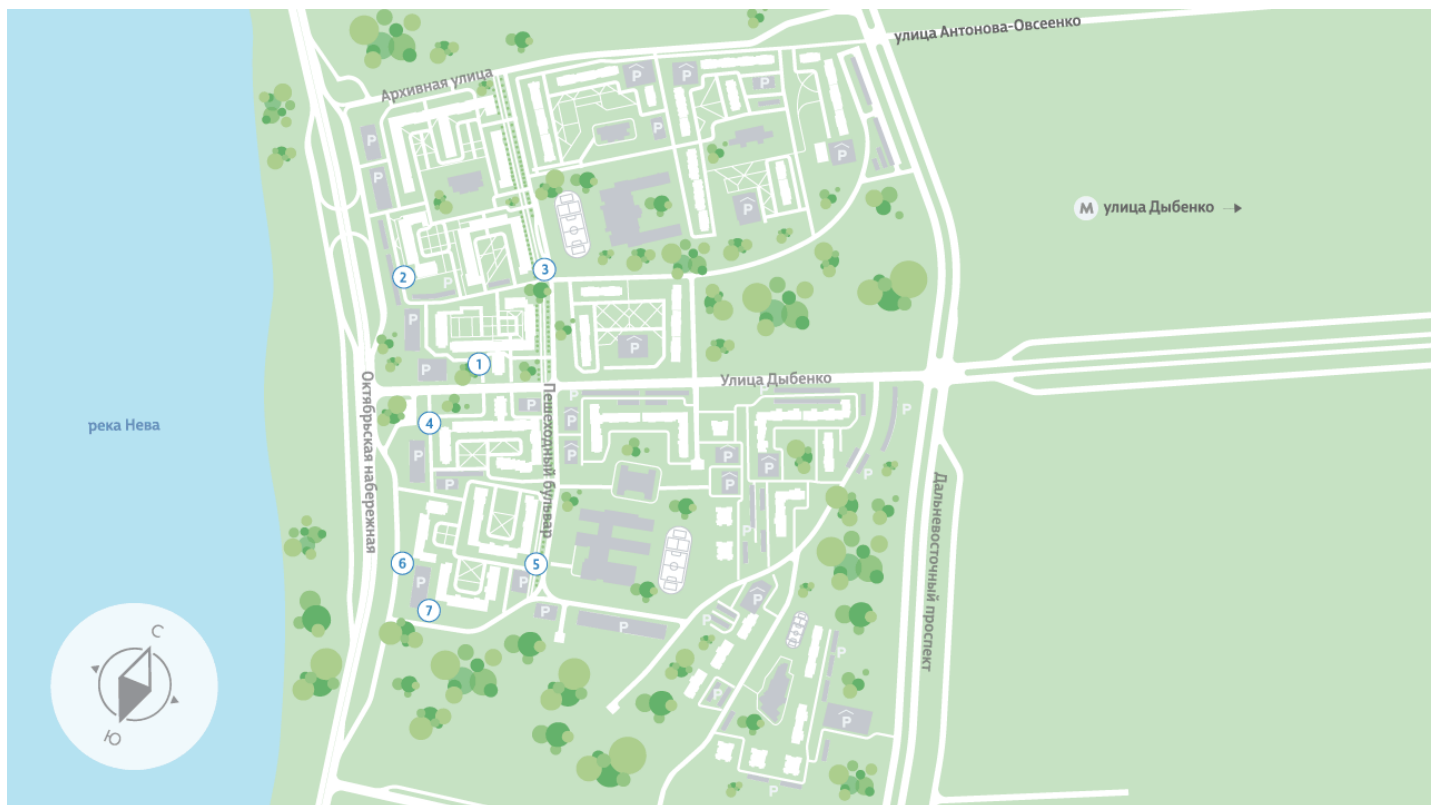 улица Антонова-Овсеенко
Архивная улица
P
P
P
P
P
P
P
P
М улица Дыбенко
P
2
3
P
P
P
1
P
Октябрьская набережная
Пешеходный бульвар
Улица Дыбенко
P
P
P
P
река Нева
4
P
P
P
P
P
P
P
P
Дальневосточный проспект
P
6
5
P
P
7
P
P
P
P
С
Ю
P
P
P
P
P